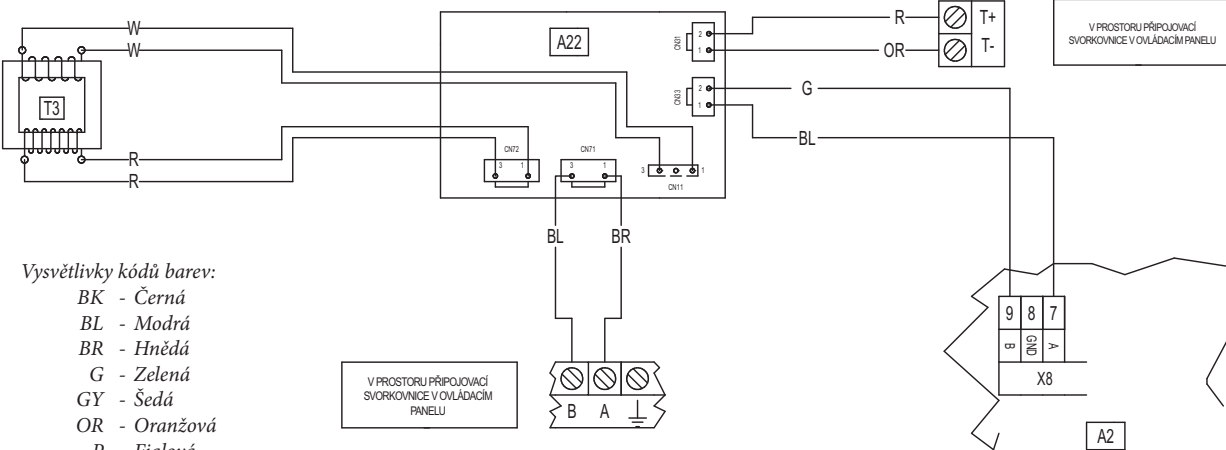 W
W
A22
CN31
2
1
R
OR
T+
T-
V PROSTORU PŘIPOJOVACÍ
SVORKOVNICE V OVLÁDACÍM PANELU
T3
CN33
2
1
G
BL
R
R
CN72
3
1
CN71
3
1
3
1
CN11
BL
BR
Vysvětlivky kódů barev:
BK - Černá
BL - Modrá
BR - Hnědá
G - Zelená
GY - Šedá
OR - Oranžová
V PROSTORU PŘIPOJOVACÍ
SVORKOVNICE V OVLÁDACÍM
PANELU
B A
9 8 7
B GND A
X8
A2